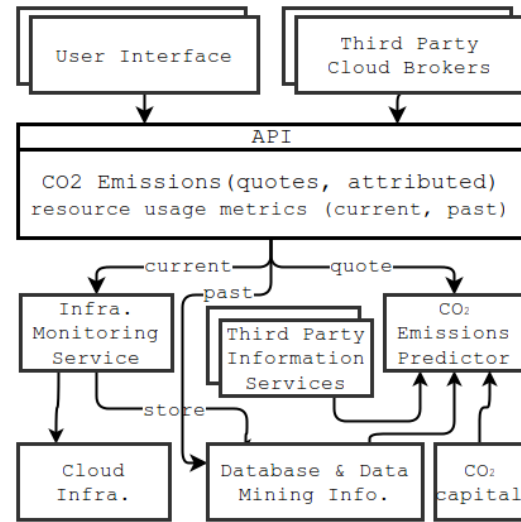 User Interface
Third Party
Cloud Brokers
API
CO2 Emissions(quotes, attributed)
resource usage metrics (current, past)
current
quote
past
Infra.
Monitoring
Service
Third Party
Information
Services
CO₂
Emissions
Predictor
store
Cloud
Infra.
Database & Data
Mining Info.
CO₂
capital